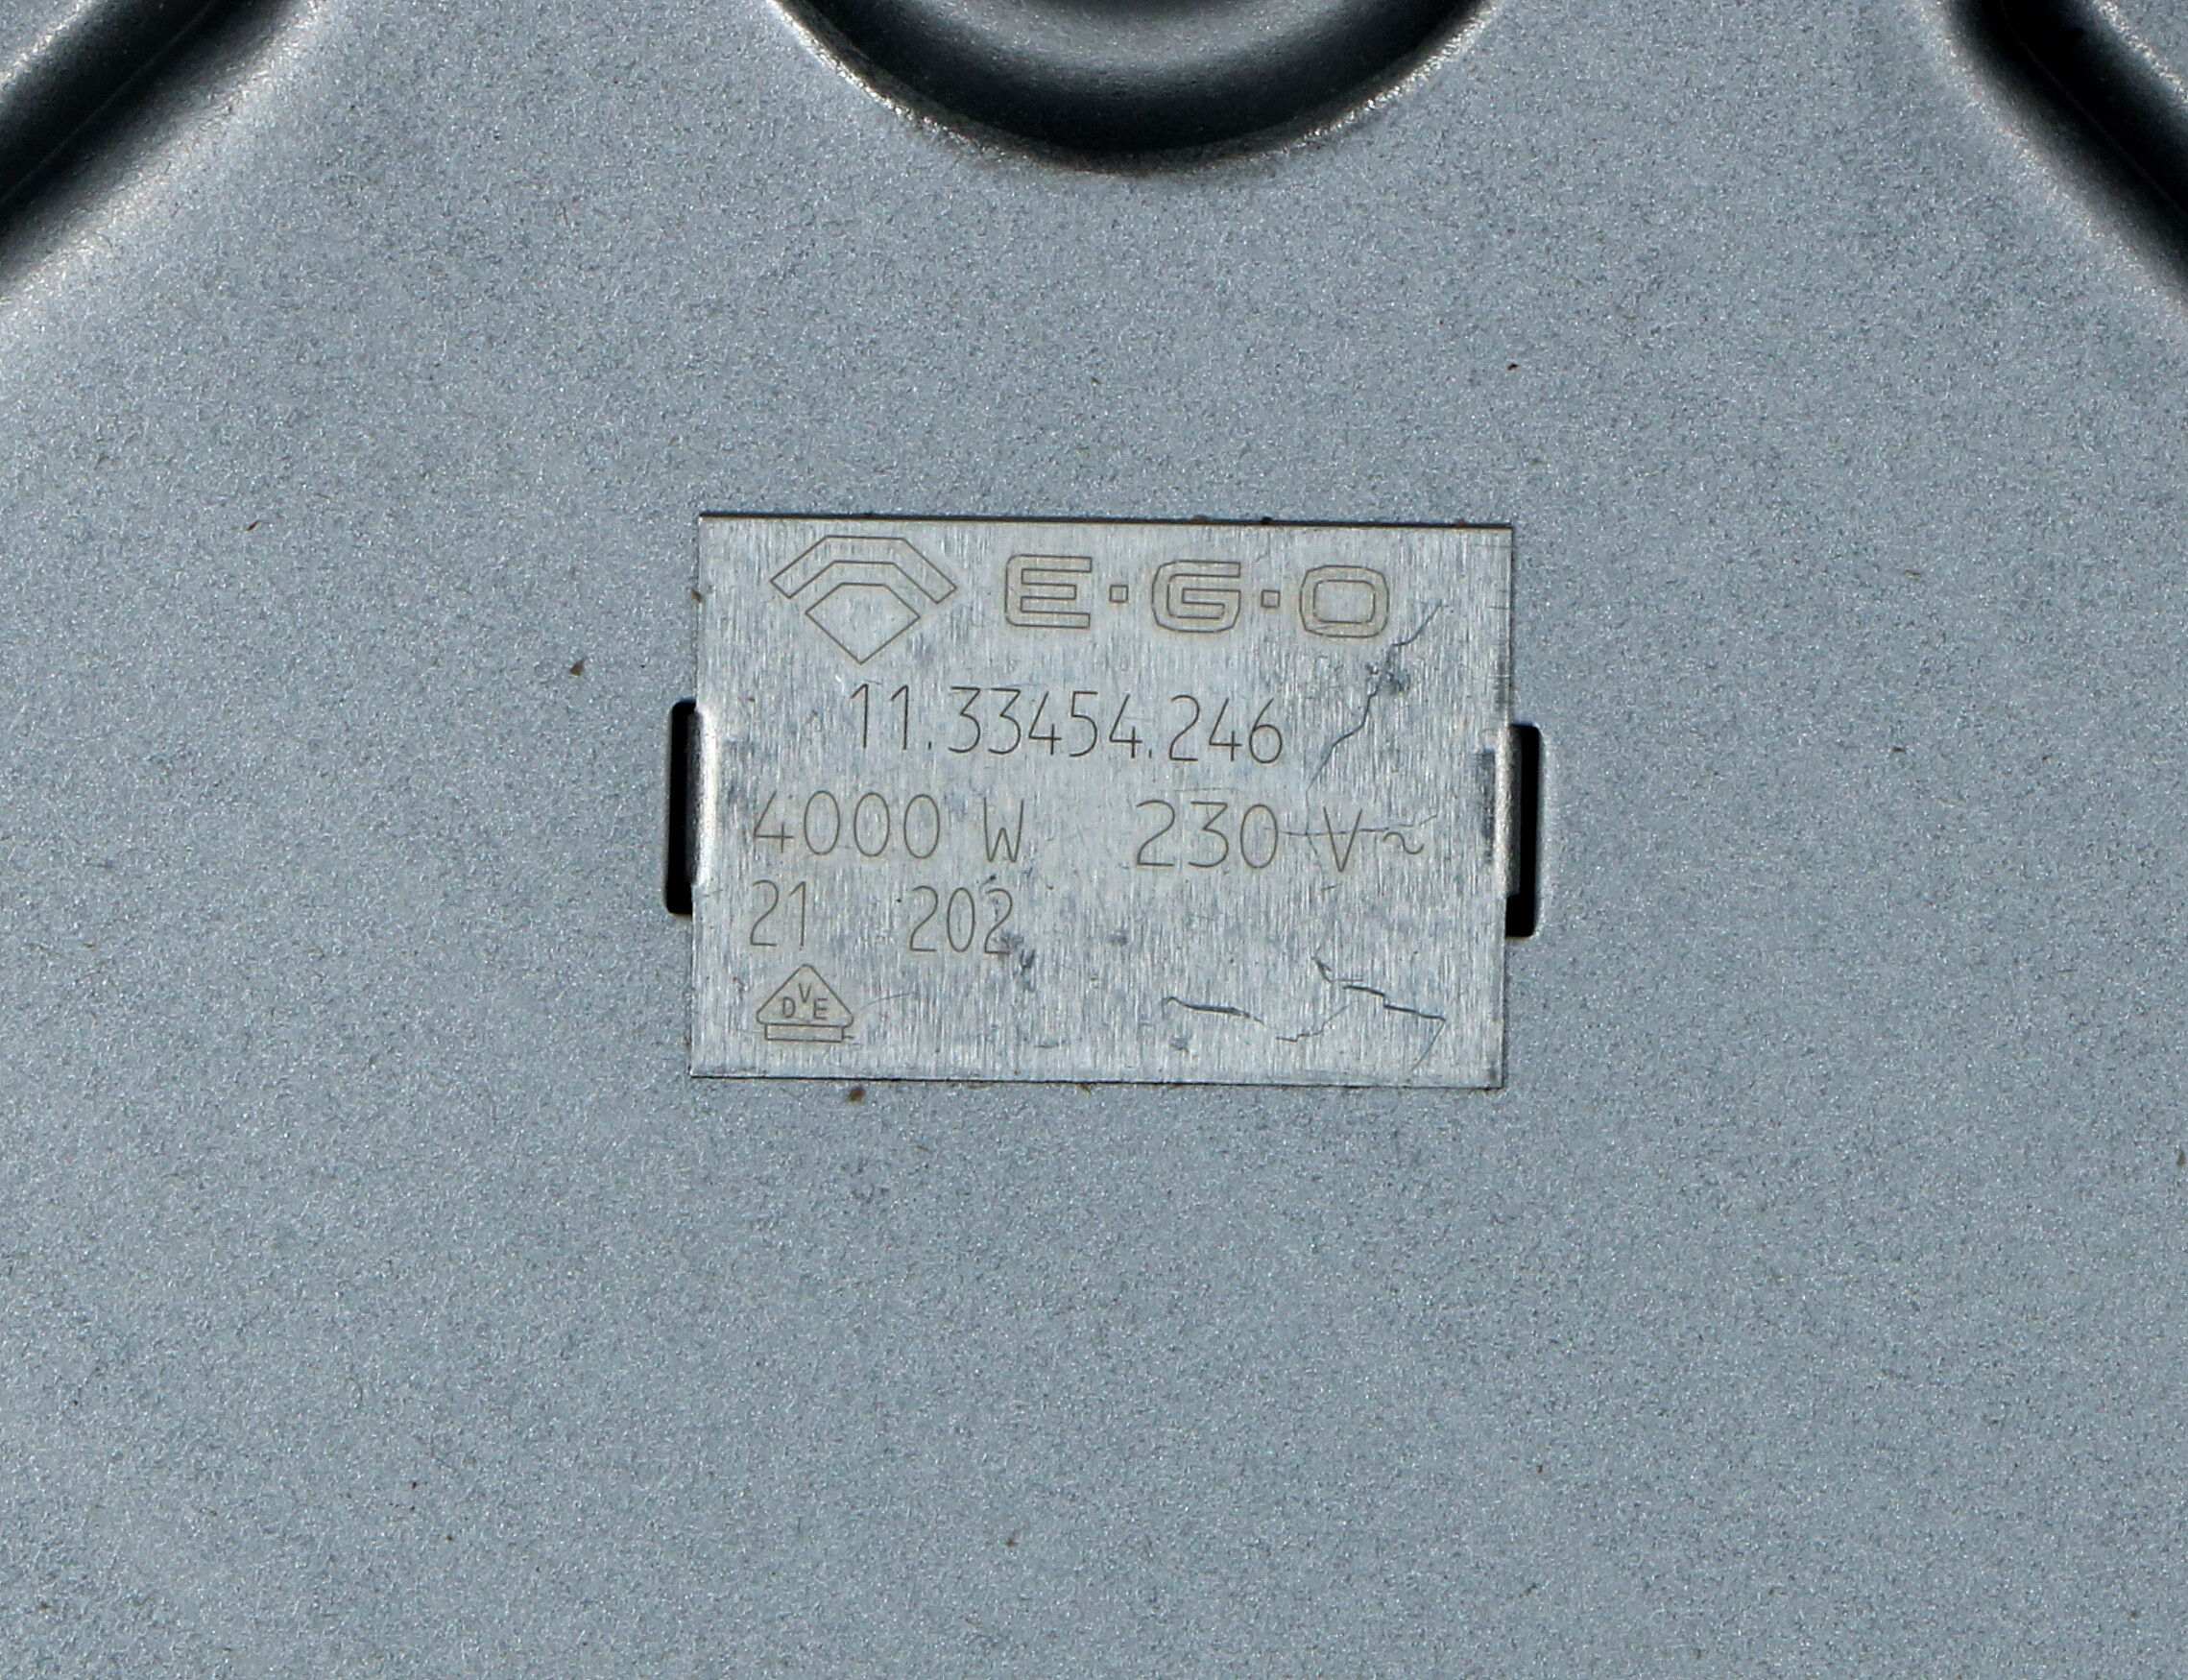 E·G·O
11.33454.246
4000 W 230 V~
21 202
DVE